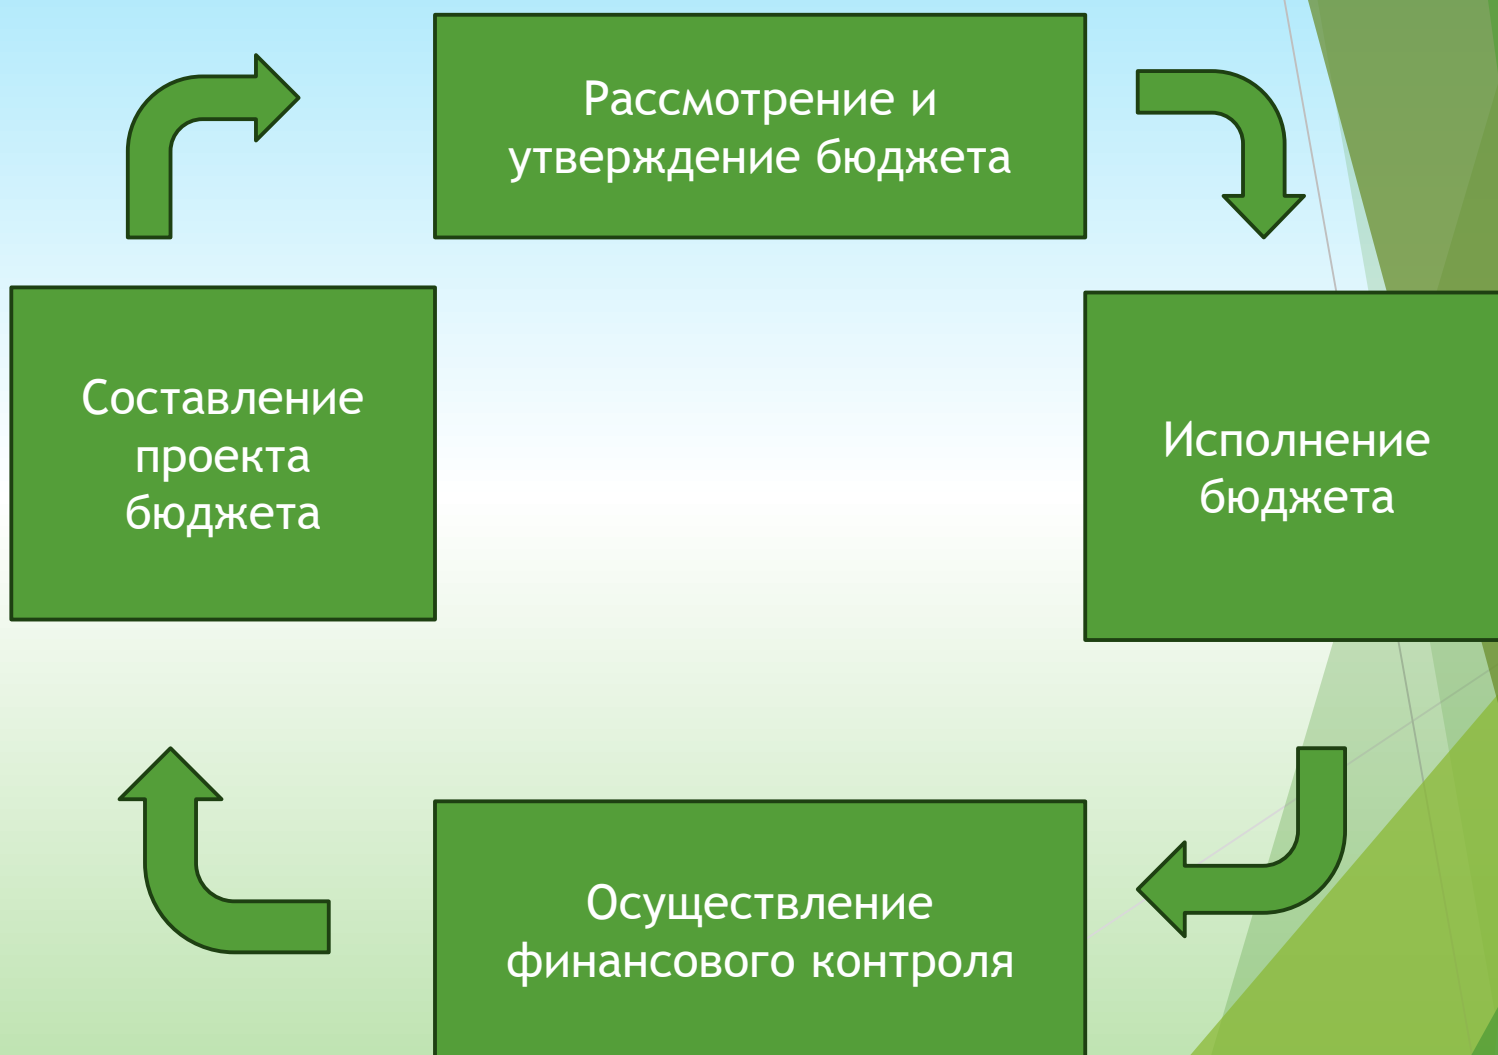 Рассмотрение и
утверждение бюджета
Составление
проекта
бюджета
Исполнение
бюджета
Осуществление
финансового контроля